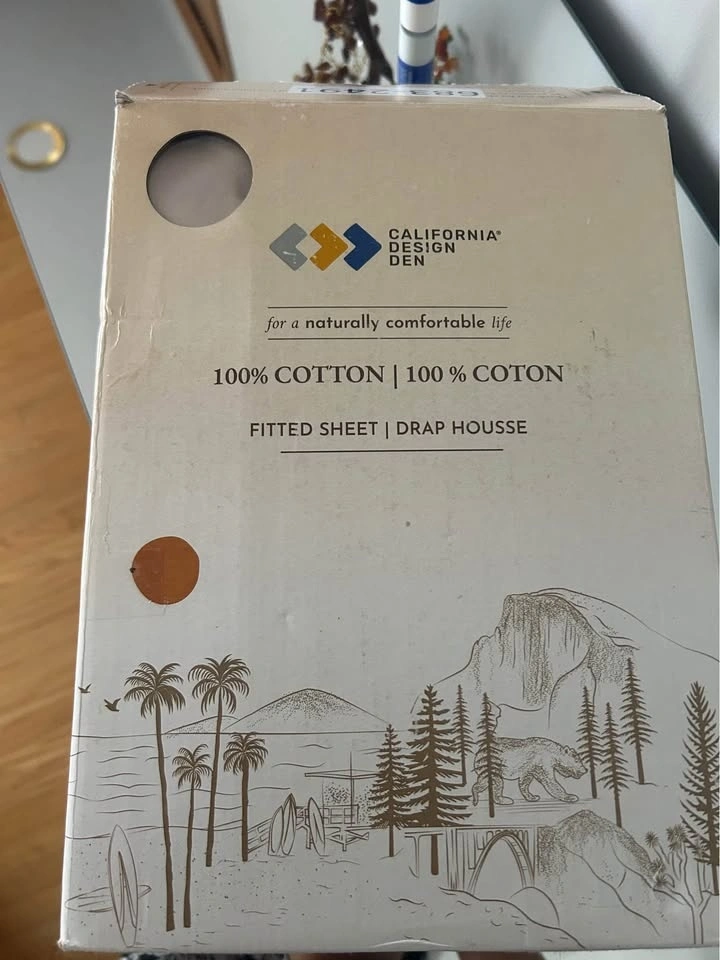 CALIFORNIA®
DESIGN
DEN
for a naturally comfortable life
100% COTTON | 100 % COTON
FITTED SHEET | DRAP HOUSSE